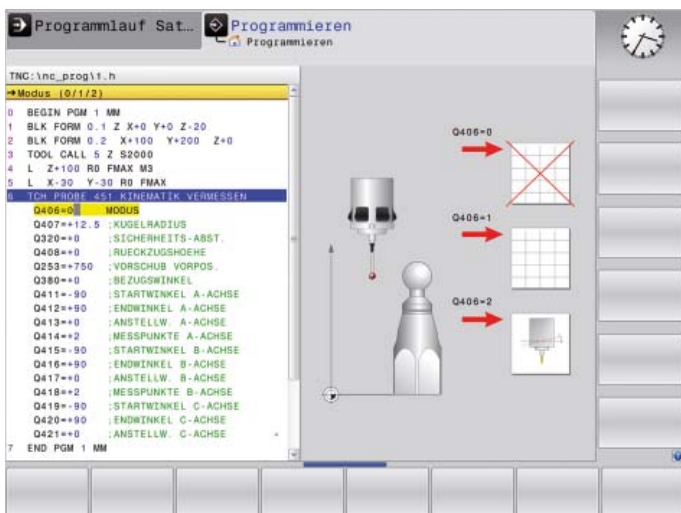 Programmlauf Sat...
Programmieren
Programmieren
TNC:\nc_prog\1.h
→Modus (0/1/2)
0 BEGIN PGM 1 MM
1 BLK FORM 0.1 Z X+0 Y+0 Z-20
2 BLK FORM 0.2 X+100 Y+200 Z+0
3 TOOL CALL 5 Z S2000
4 L Z+100 R0 FMAX M3
5 L X-30 Y-30 R0 FMAX
6 TCH PROBE 451 KINEMATIK VERMESSEN
Q406=0 MODUS
Q407=+12.5 ;KUGELRADIUS
Q320=+0 ;SICHERHEITS-ABST.
Q408=+0 ;RUECKZUGSHOEHE
Q253=+750 ;VORSCHUB VORPOS.
Q380=+0 ;BEZUGSWINKEL
Q411=-90 ;STARTWINKEL A-ACHSE
Q412=+90 ;ENDWINKEL A-ACHSE
Q413=+0 ;ANSTELLW. A-ACHSE
Q414=+2 ;MESSPUNKTE A-ACHSE
Q415=-90 ;STARTWINKEL B-ACHSE
Q416=+90 ;ENDWINKEL B-ACHSE
Q417=+0 ;ANSTELLW. B-ACHSE
Q418=+2 ;MESSPUNKTE B-ACHSE
Q419=-90 ;STARTWINKEL C-ACHSE
Q420=+90 ;ENDWINKEL C-ACHSE
Q421=+0 ;ANSTELLW. C-ACHSE
7 END PGM 1 MM
Q406=0
Q406=1
Q406=2